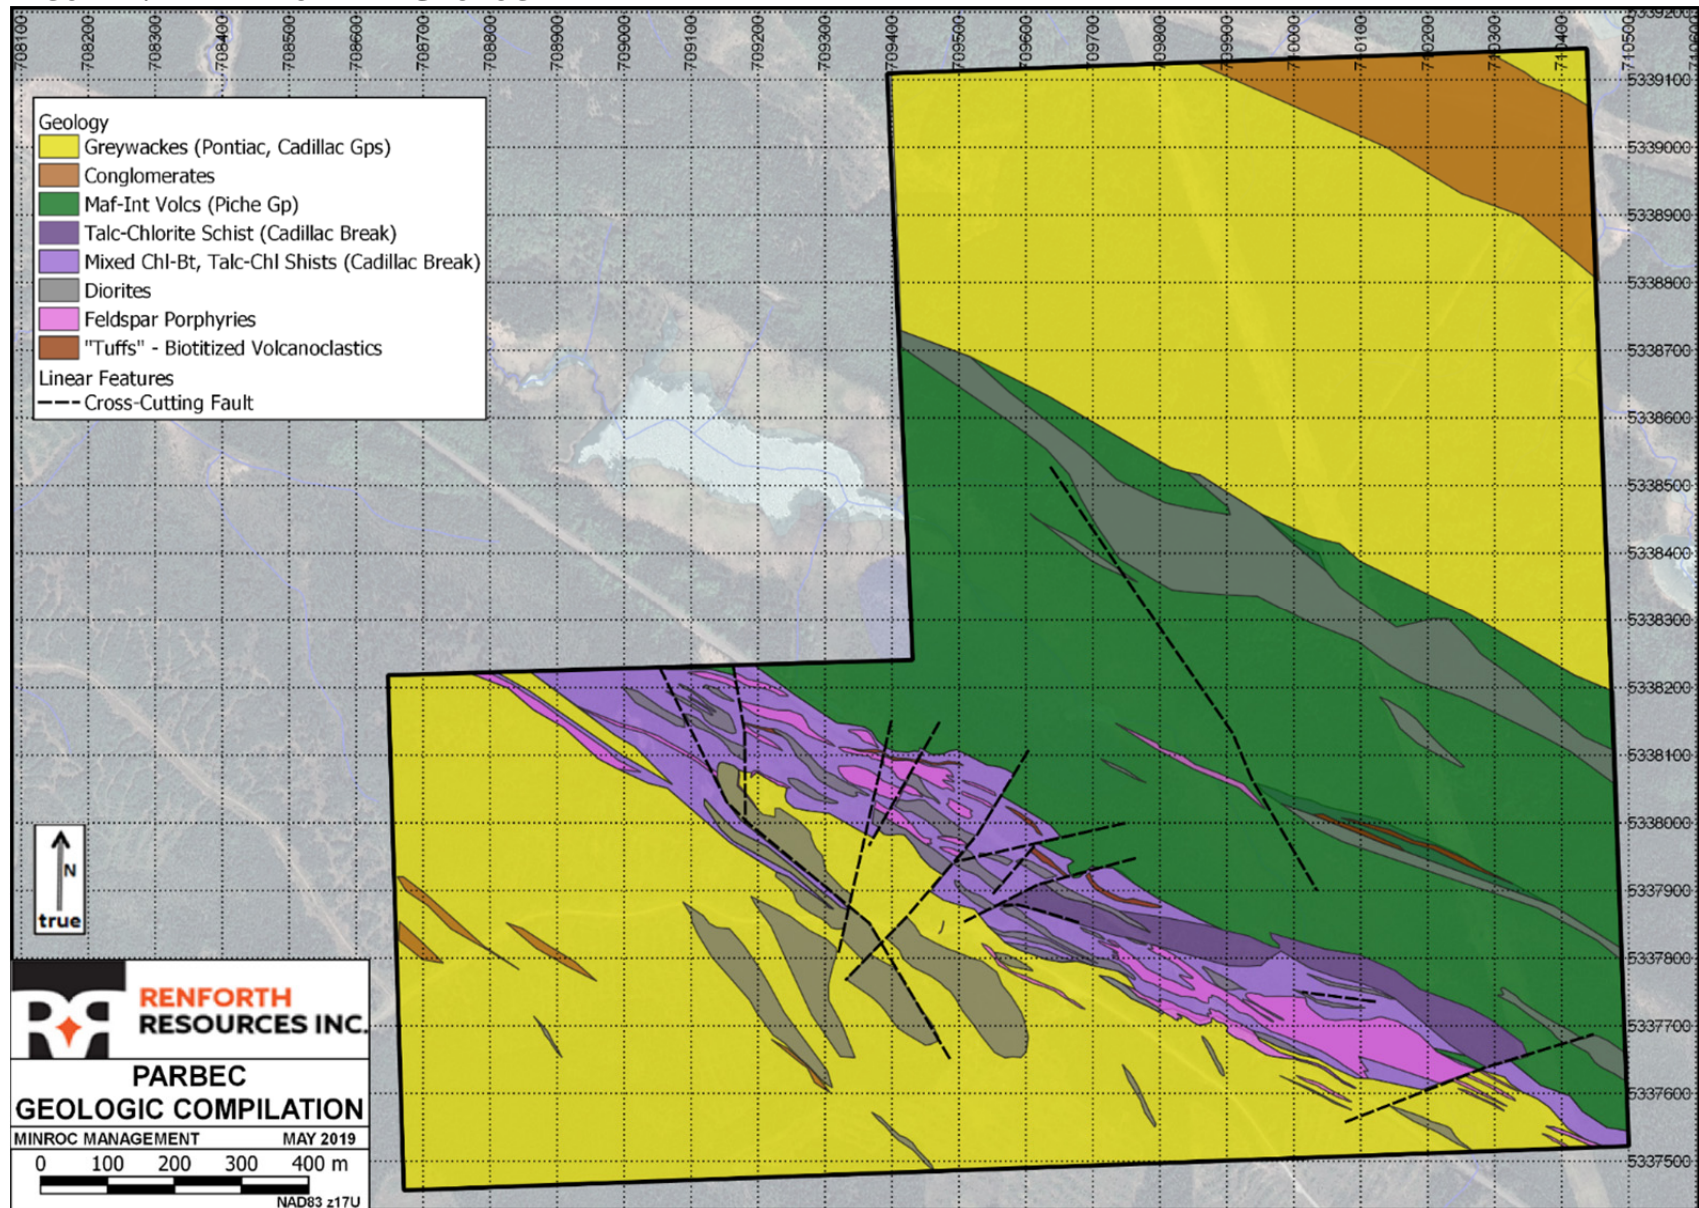 708100 708200 708300 708400 708500 708600 708700 708800 708900 709000 709100 709200 709300 709400 709500 709600 709700 709800 709900 710000 710100 710200 710300 710400 710500
5339200
5339100
5339000
5338900
5338800
5338700
5338600
5338500
5338400
5338300
5338200
5338100
5338000
5337900
5337800
5337700
5337600
5337500
Geology
Greywackes (Pontiac, Cadillac Gps)
Conglomerates
Maf-Int Volcs (Piche Gp)
Talc-Chlorite Schist (Cadillac Break)
Mixed Chl-Bt, Talc-Chl Shists (Cadillac Break)
Diorites
Feldspar Porphyries
"Tuffs" - Biotitized Volcanoclastics
Linear Features
Cross-Cutting Fault
N
true
RENFORTH
RESOURCES INC.
PARBEC
GEOLOGIC COMPILATION
MINROC MANAGEMENT MAY 2019
0 100 200 300 400 m
NAD83 z17U